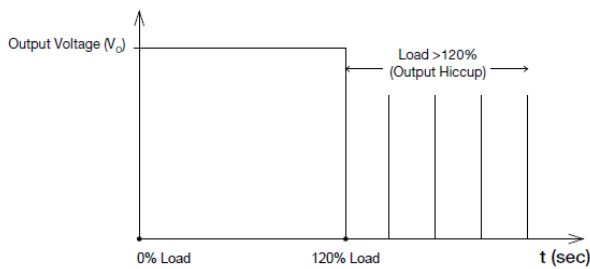 Output Voltage (Vo)
Load >120%
(Output Hiccup)
0% Load
120% Load
t (sec)